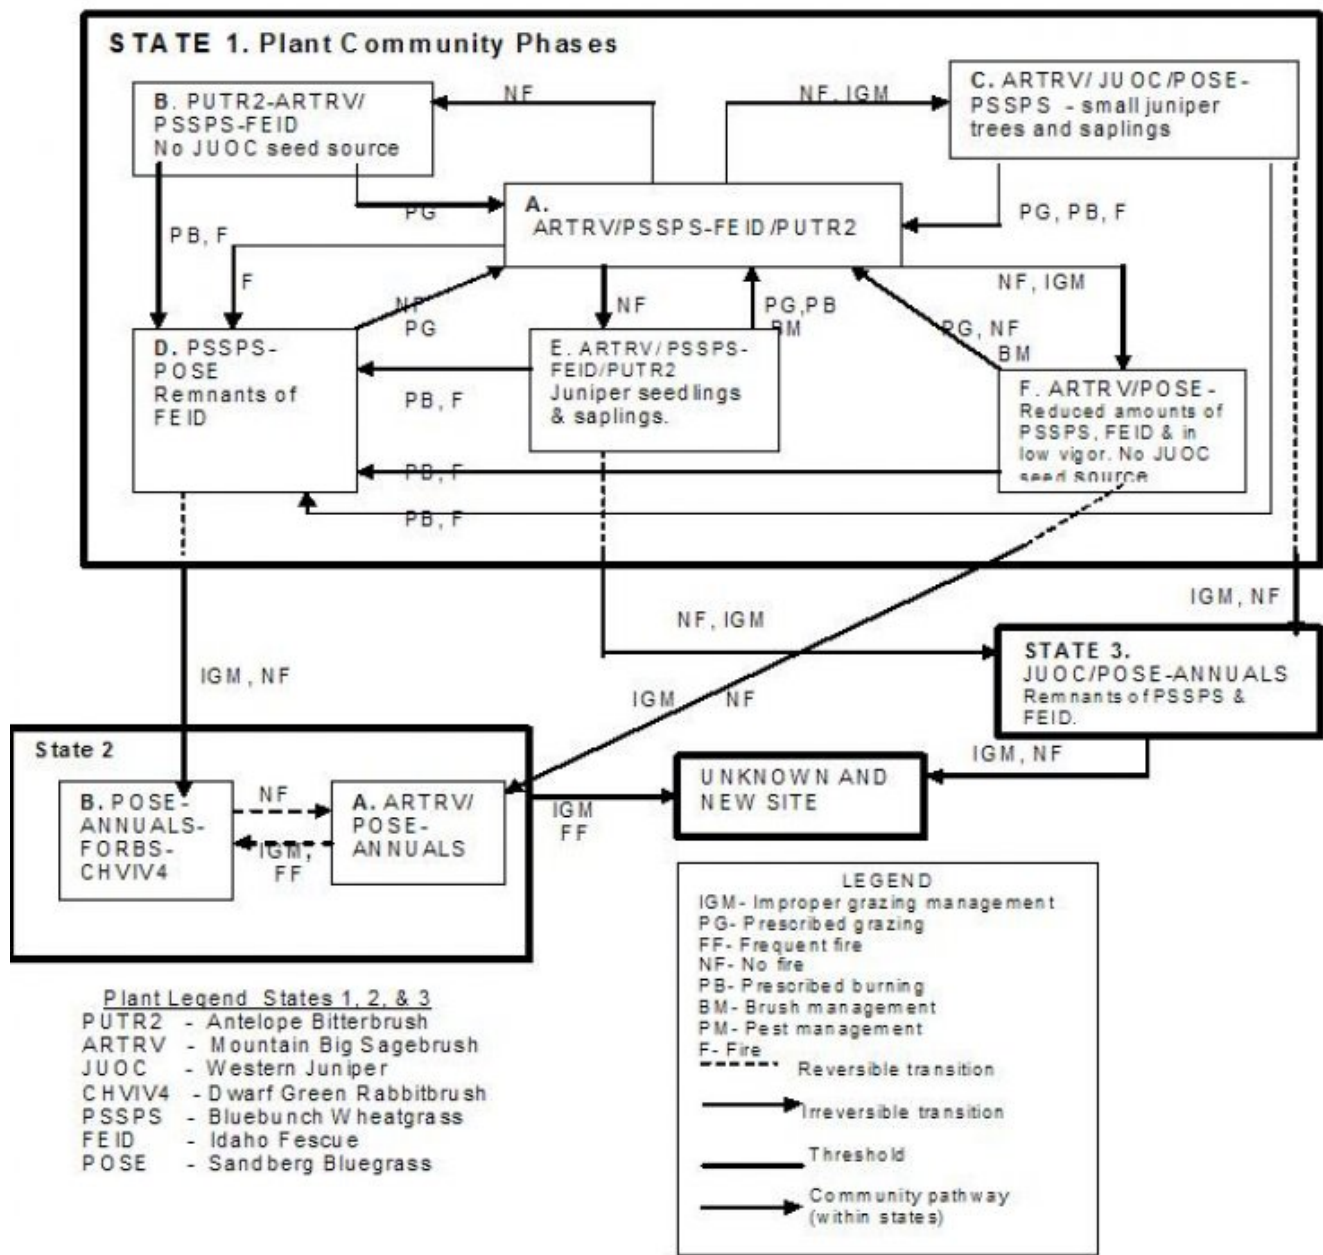 STATE 1. Plant Community Phases
B. PUTR2-ARTRV/
PSSPS-FEID
No JUOC seed source
NF
NF, IGM
C. ARTRV/ JUOC/POSE-
PSSPS - small juniper
trees and saplings
PG
A.
ARTRV/PSSPS-FEID/PUTR2
PG, PB, F
PB, F
F
NF
PG
NF
PG,PB
BM
NF, IGM
PG, NF
BM
D. PSSPS-
POSE
Remnants of
FEID
PB, F
E. ARTRV/ PSSPS-
FEID/PUTR2
Juniper seedlings
& saplings.
F. ARTRV/POSE-
Reduced amounts of
PSSPS, FEID & in
low vigor. No JUOC
seed source
PB, F
PB, F
IGM, NF
NF, IGM
IGM, NF
IGM
NF
STATE 3.
JUOC/POSE-ANNUALS
Remnants of PSSPS &
FEID.
IGM, NF
State 2
B. POSE-
ANNUALS-
FORBS-
CHVIV4
NF
IGM,
FF
A. ARTRV/
POSE-
ANNUALS
IGM
FF
UNKNOWN AND
NEW SITE
LEGEND
IGM- Improper grazing management
PG- Prescribed grazing
FF- Frequent fire
NF- No fire
PB- Prescribed burning
BM- Brush management
PM- Pest management
F- Fire
Reversible transition
Irreversible transition
Threshold
Community pathway
(within states)
Plant Legend States 1, 2, & 3
PUTR2 - Antelope Bitterbrush
ARTRV - Mountain Big Sagebrush
JUOC - Western Juniper
CHVIV4 - Dwarf Green Rabbitbrush
PSSPS - Bluebunch Wheatgrass
FEID - Idaho Fescue
POSE - Sandberg Bluegrass